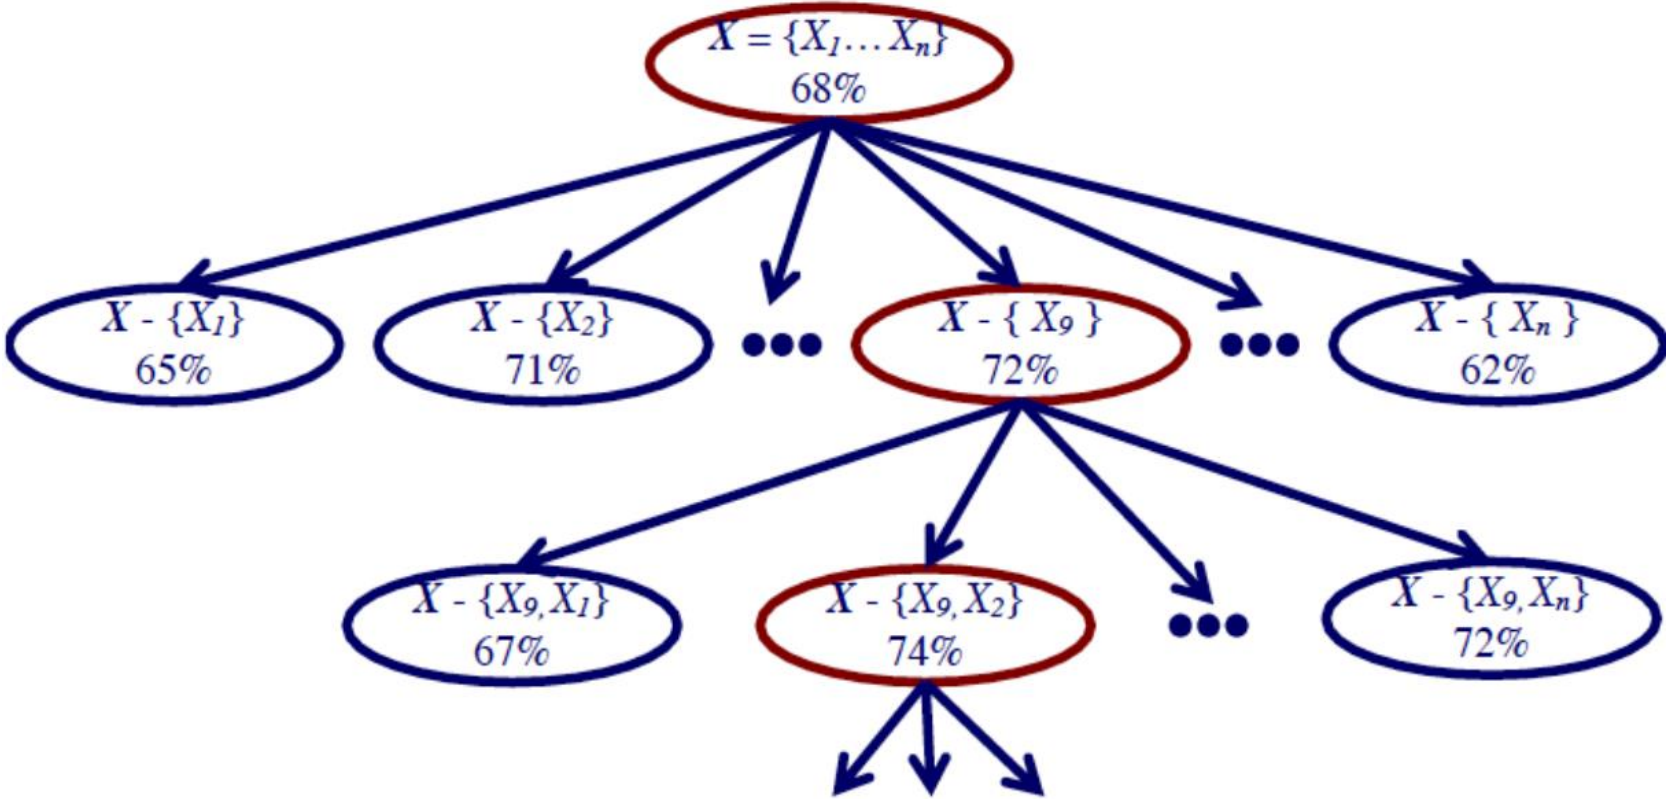 X = {X1…Xn}
68%
X - {X1}
65%
X - {X2}
71%
X - { X9 }
72%
X - { Xn }
62%
X - {X9,X1}
67%
X - {X9,X2}
74%
X - {X9,Xn}
72%